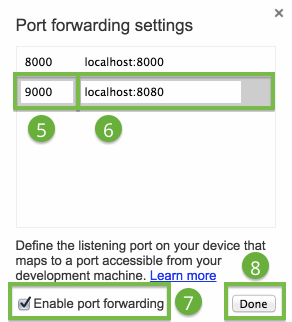 Port forwarding settings
8000 localhost:8000
9000 localhost:8080
5 6
Define the listening port on your device that
maps to a port accessible from your
development machine. Learn more
8
Enable port forwarding 7 Done